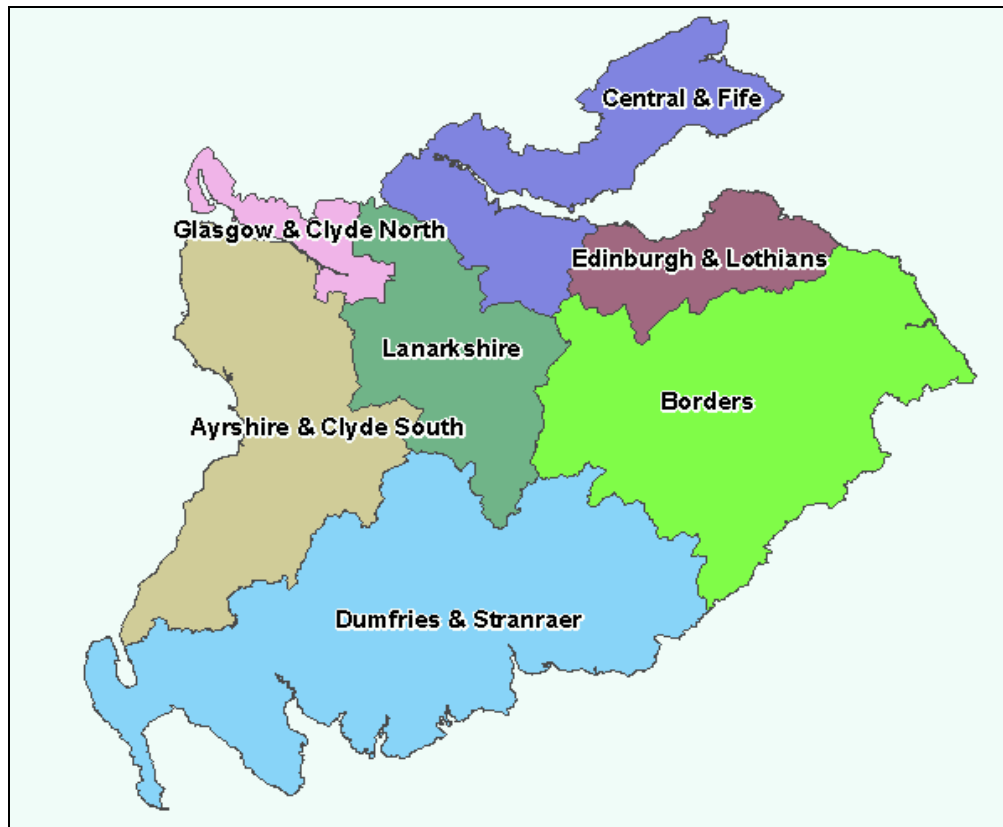 Central & Fife
Glasgow & Clyde North
Edinburgh & Lothians
Lanarkshire
Borders
Ayrshire & Clyde South
Dumfries & Stranraer